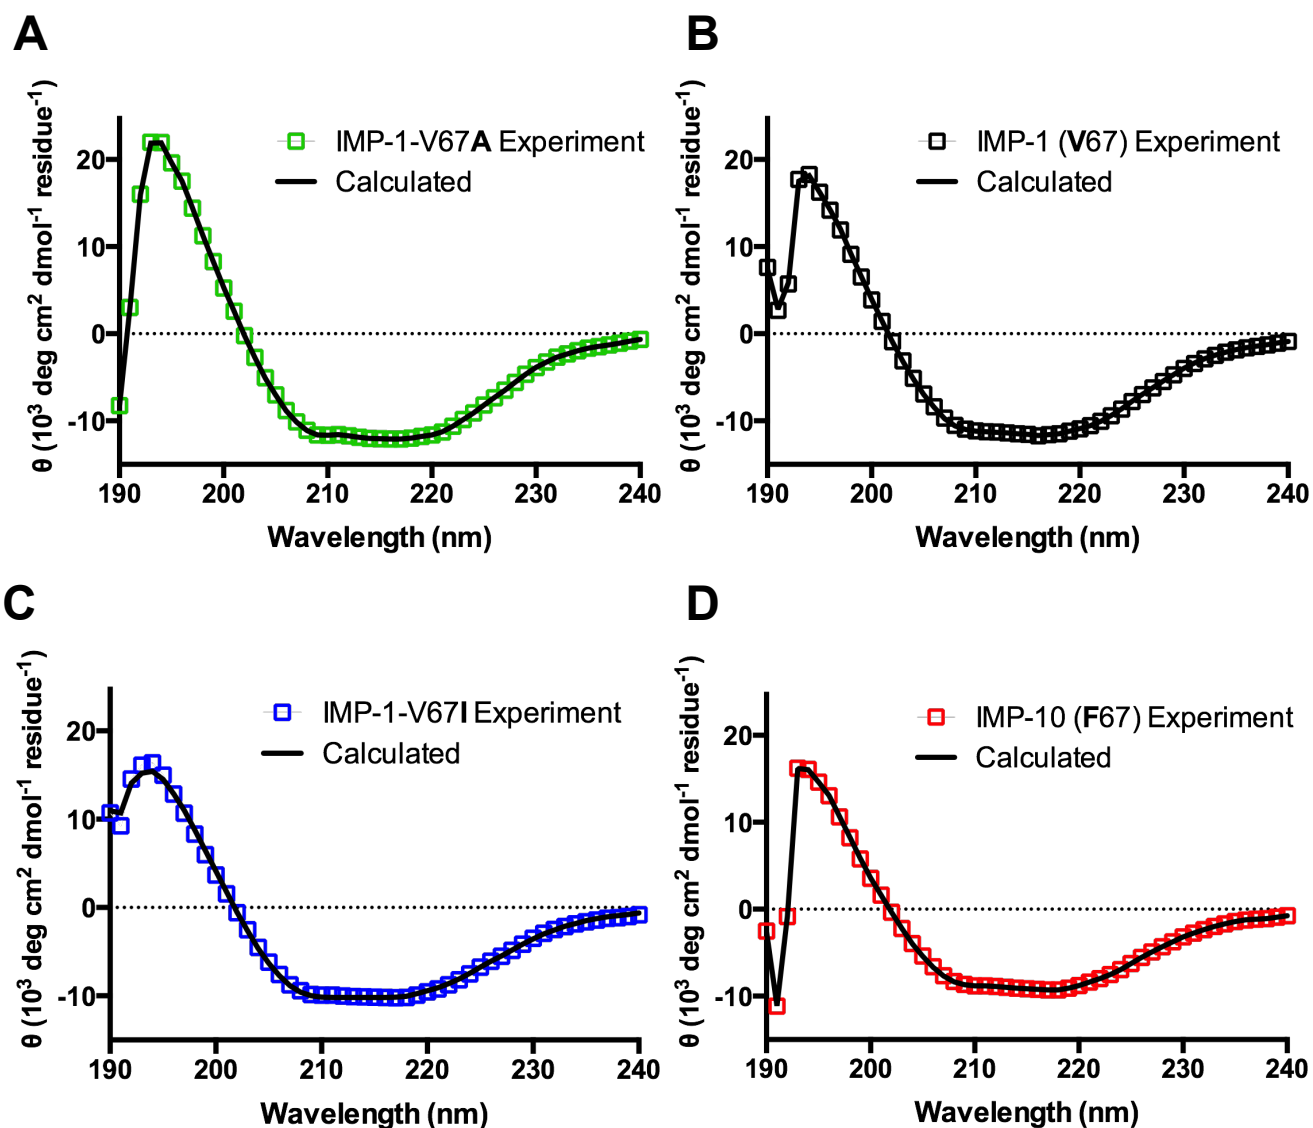 A
θ (10³ deg cm² dmol⁻¹ residue⁻¹)
20
10
0
-10
IMP-1-V67A Experiment
Calculated
190 200 210 220 230 240
Wavelength (nm)
B
θ (10³ deg cm² dmol⁻¹ residue⁻¹)
20
10
0
-10
IMP-1 (V67) Experiment
Calculated
190 200 210 220 230 240
Wavelength (nm)
C
θ (10³ deg cm² dmol⁻¹ residue⁻¹)
20
10
0
-10
IMP-1-V67I Experiment
Calculated
190 200 210 220 230 240
Wavelength (nm)
D
θ (10³ deg cm² dmol⁻¹ residue⁻¹)
20
10
0
-10
IMP-10 (F67) Experiment
Calculated
190 200 210 220 230 240
Wavelength (nm)